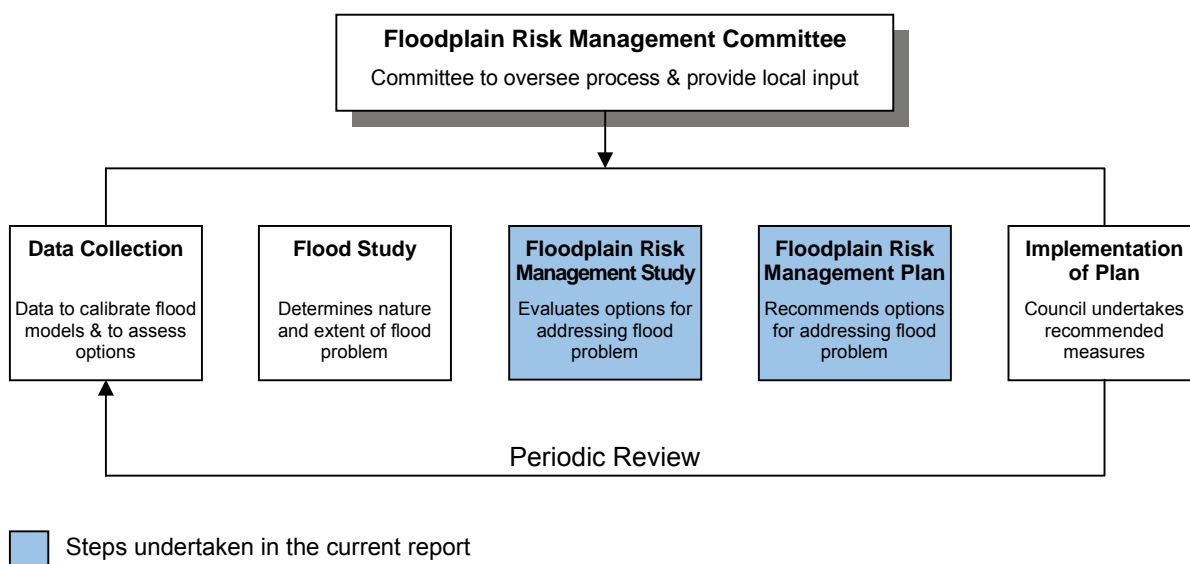 Floodplain Risk Management Committee
Committee to oversee process & provide local input
Data Collection
Data to calibrate flood
models & to assess
options
Flood Study
Determines nature
and extent of flood
problem
Floodplain Risk
Management Study
Evaluates options for
addressing flood
problem
Floodplain Risk
Management Plan
Recommends options
for addressing flood
problem
Implementation
of Plan
Council undertakes
recommended
measures
Periodic Review
Steps undertaken in the current report